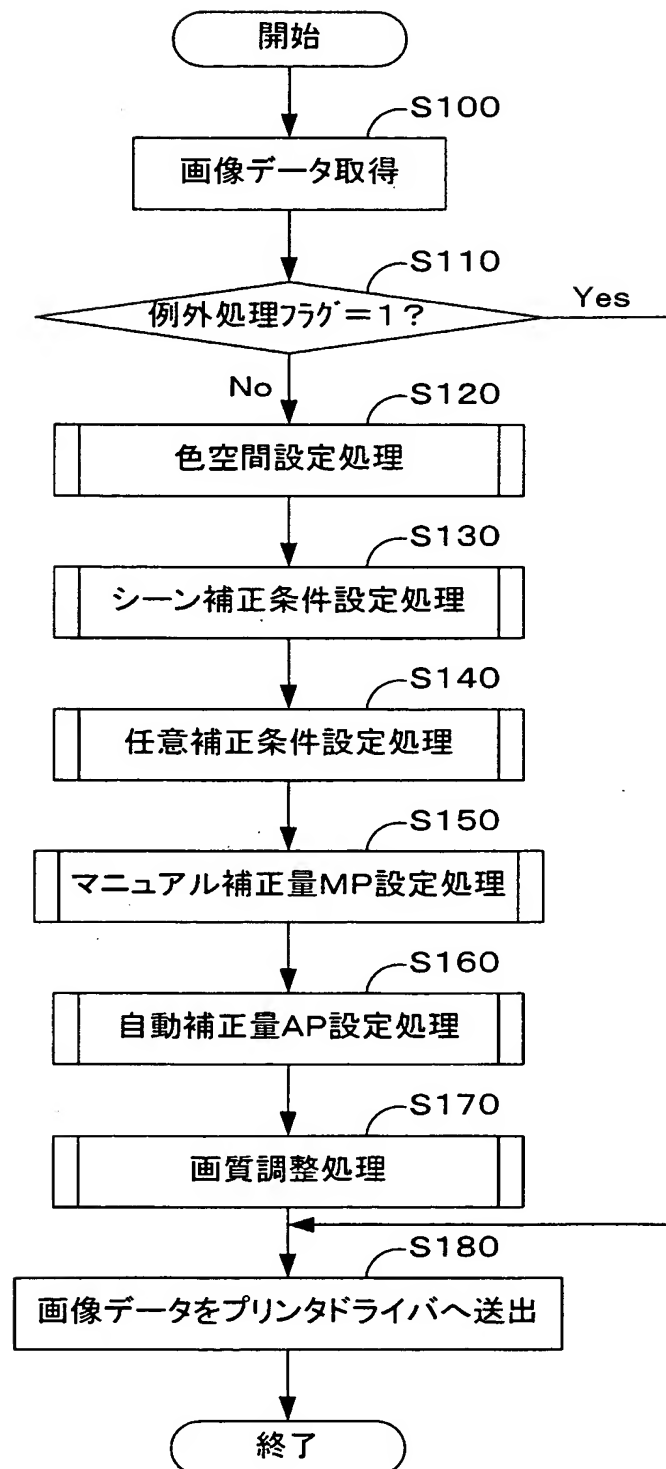 開始
S100
画像データ取得
S110
例外処理フラグ=1?
Yes
No
S120
色空間設定処理
S130
シーン補正条件設定処理
S140
任意補正条件設定処理
S150
マニュアル補正量MP設定処理
S160
自動補正量AP設定処理
S170
画質調整処理
S180
画像データをプリンタドライバへ送出
終了